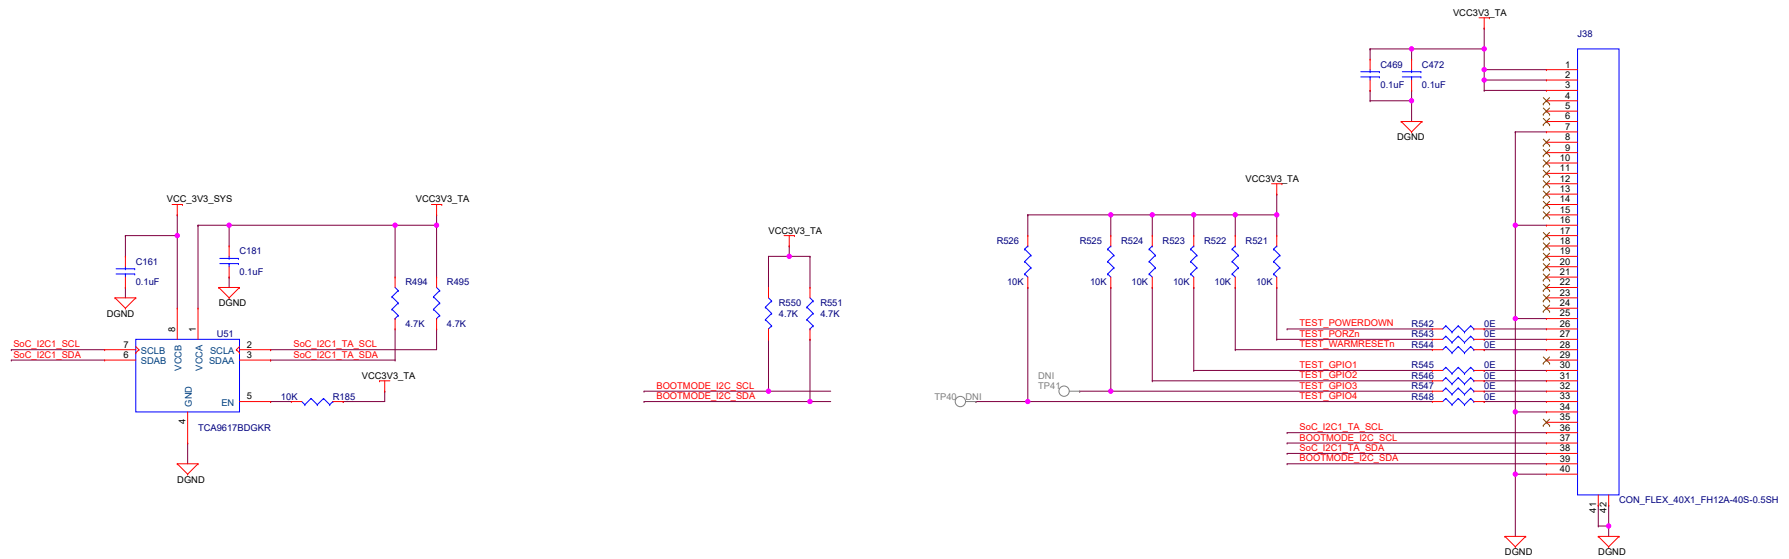 VCC3V3_TA
J38
C469
0.1uF
C472
0.1uF
DGND
1
2
3
4
5
6
7
8
9
10
11
12
13
14
15
16
17
18
19
20
21
22
23
24
25
26
27
28
29
30
31
32
33
34
35
36
37
38
39
40
41
42
CON_FLEX_40X1_FH12A-40S-0.5SH
DGND
DGND
VCC_3V3_SYS
VCC3V3_TA
C161
0.1uF
DGND
C181
0.1uF
DGND
R494
4.7K
R495
4.7K
U51
8
1
SoC_I2C1_SCL
7
SCLB
SoC_I2C1_SDA
6
SDAB
VCCB
VCCA
SCLA
2
SoC_I2C1_TA_SCL
SDAA
3
SoC_I2C1_TA_SDA
GND
EN
5
10K
R185
VCC3V3_TA
4
TCA9617BDGKR
DGND
VCC3V3_TA
R550
4.7K
R551
4.7K
BOOTMODE_I2C_SCL
BOOTMODE_I2C_SDA
VCC3V3_TA
R526
R525
R524
R523
R522
R521
10K
10K
10K
10K
10K
10K
TEST_POWERDOWN
R542
0E
TEST_PORZn
R543
0E
TEST_WARMRESETn
R544
0E
TEST_GPIO1
R545
0E
TEST_GPIO2
R546
0E
TEST_GPIO3
R547
0E
TEST_GPIO4
R548
0E
DNI
TP41
TP40
DNI
SoC_I2C1_TA_SCL
BOOTMODE_I2C_SCL
SoC_I2C1_TA_SDA
BOOTMODE_I2C_SDA